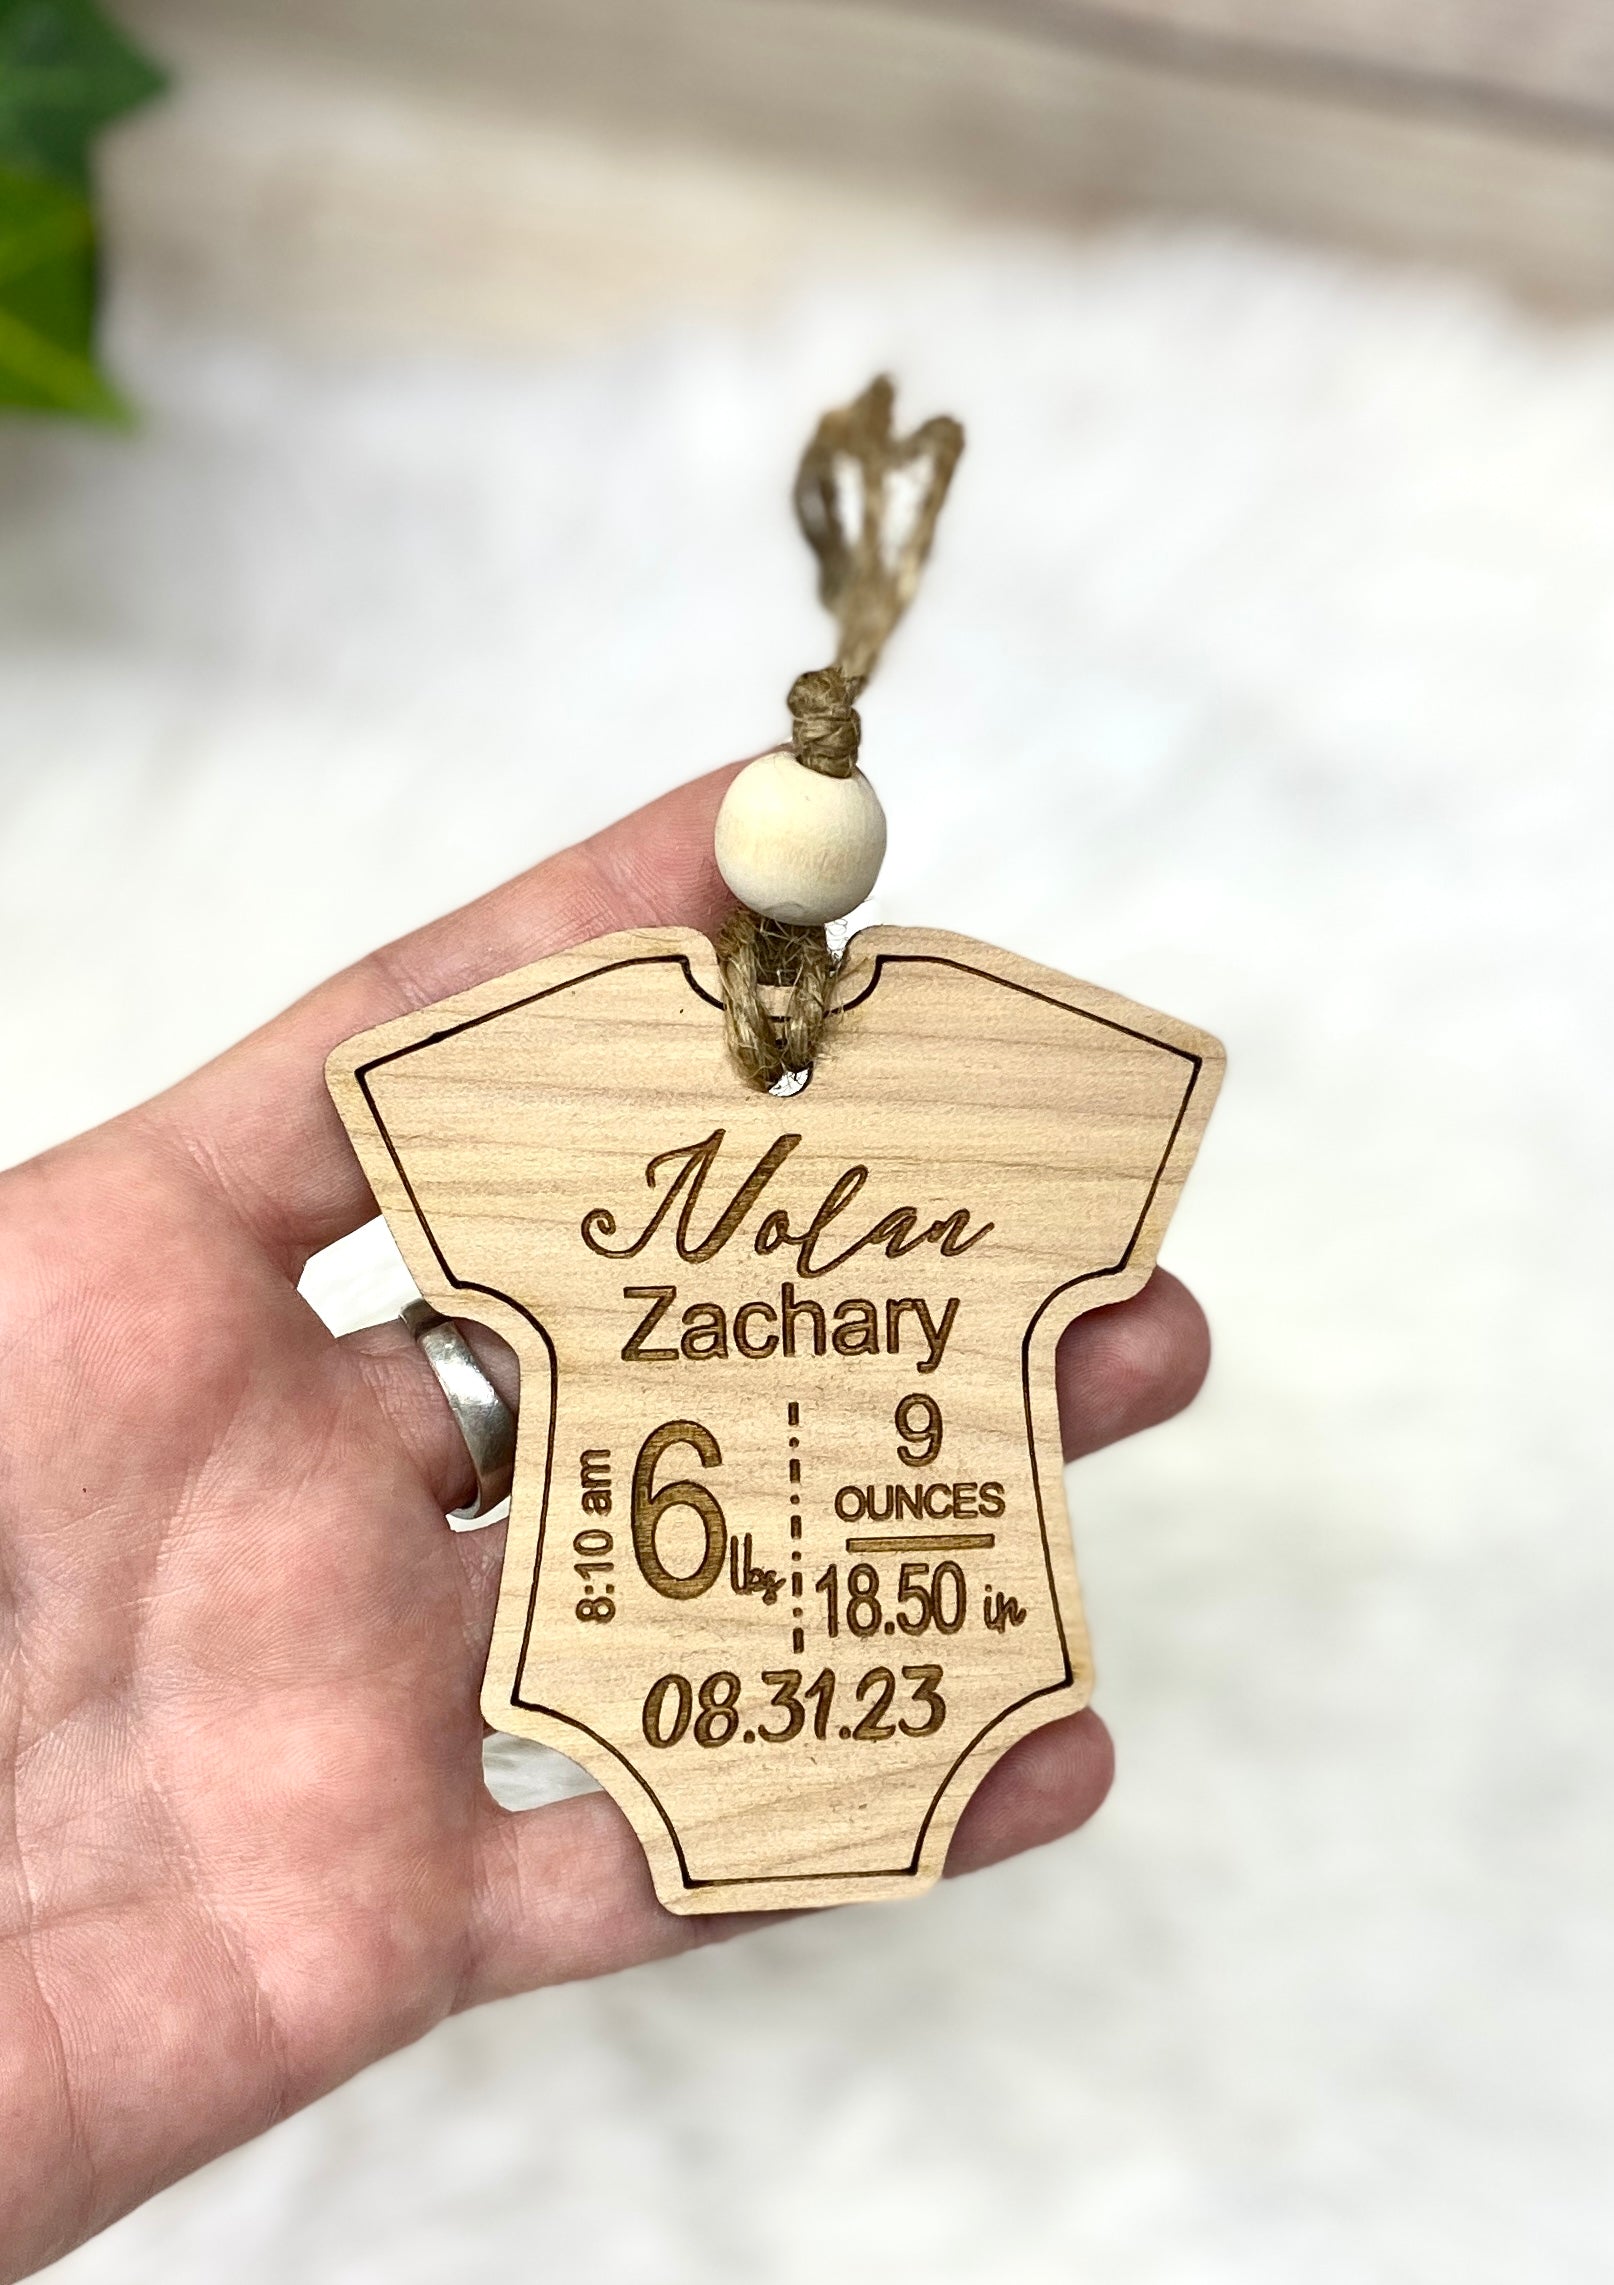 Nolan
Zachary
8:10 am
6 lbs
9
OUNCES
18.50 in
08.31.23